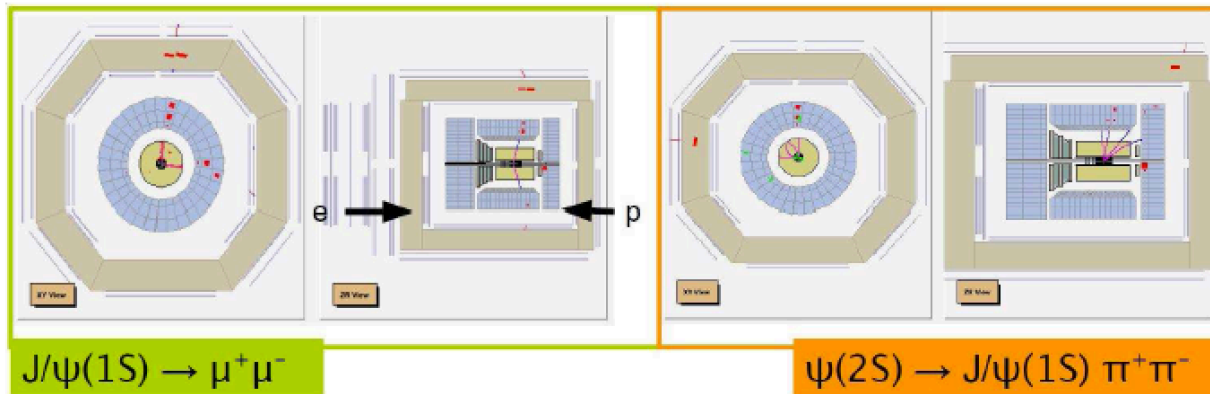 e
p
XY View
ZR View
XY View
ZR View
J/ψ(1S) → μ⁺μ⁻
ψ(2S) → J/ψ(1S) π⁺π⁻